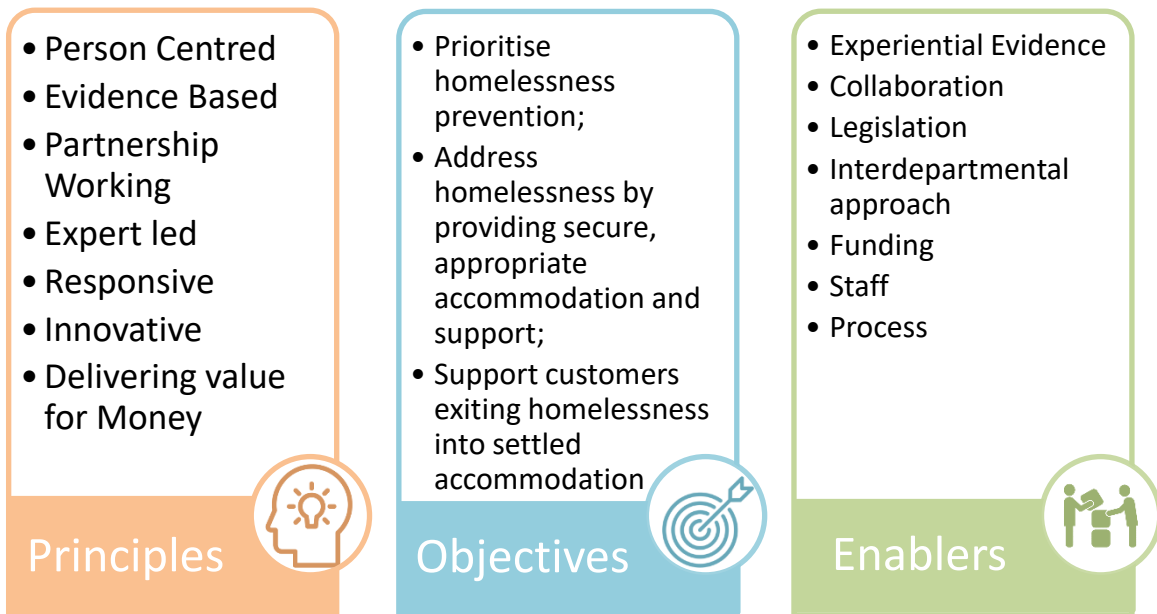 • Person Centred
• Evidence Based
• Partnership
Working
• Expert led
• Responsive
• Innovative
• Delivering value
for Money
Principles
• Prioritise
homelessness
prevention;
• Address
homelessness by
providing secure,
appropriate
accommodation and
support;
• Support customers
exiting homelessness
into settled
accommodation
Objectives
• Experiential Evidence
• Collaboration
• Legislation
• Interdepartmental
approach
• Funding
• Staff
• Process
Enablers